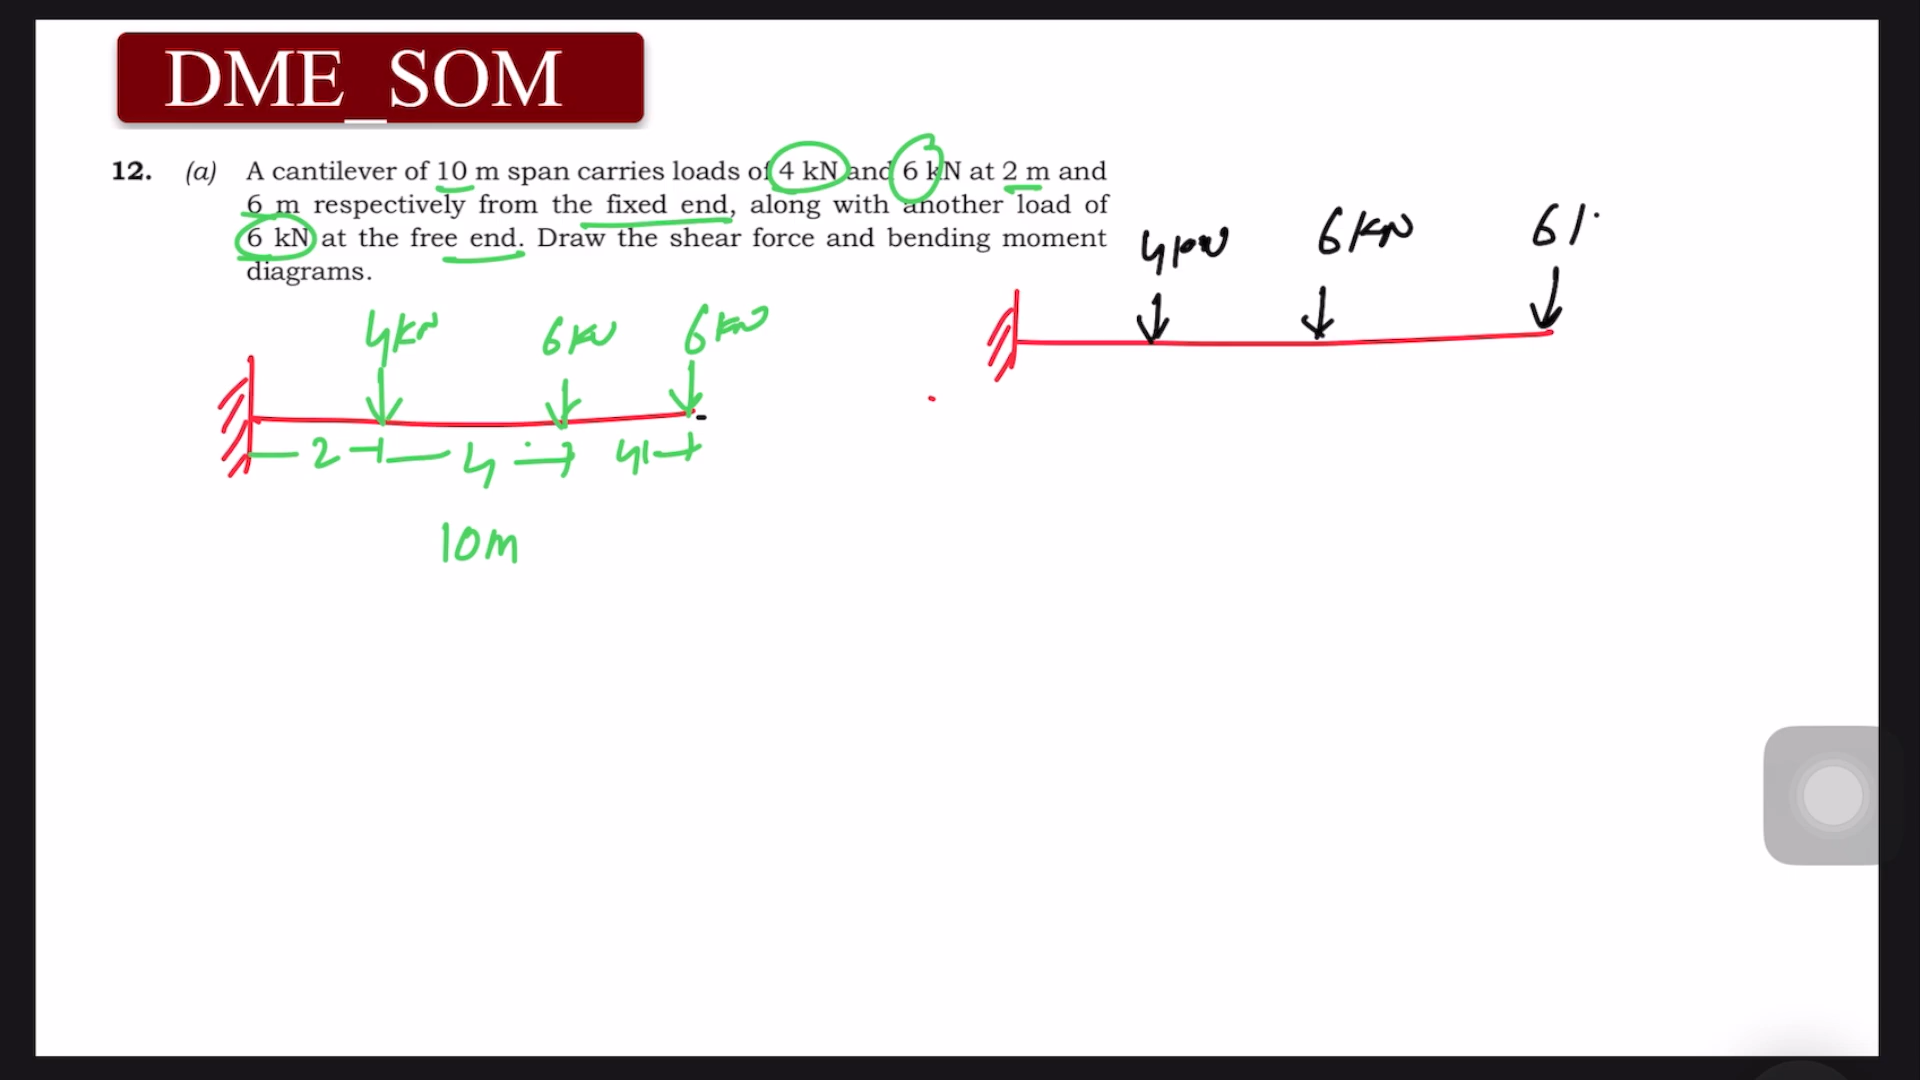 DME_SOM
12. (a) A cantilever of 10 m span carries loads of 4 kN and 6 kN at 2 m and
6 m respectively from the fixed end, along with another load of
6 kN at the free end. Draw the shear force and bending moment
diagrams.
4kN 6kN 6kN
2 4 4
10m
4kN 6kN 6